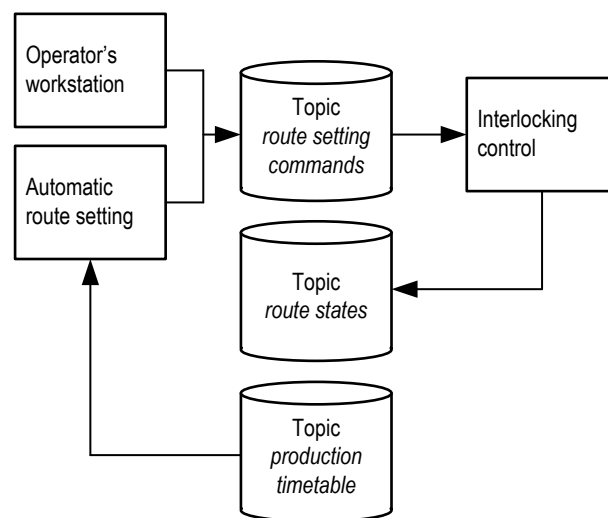 Operator’s
workstation
Topic
route setting
commands
Interlocking
control
Automatic
route setting
Topic
route states
Topic
production
timetable